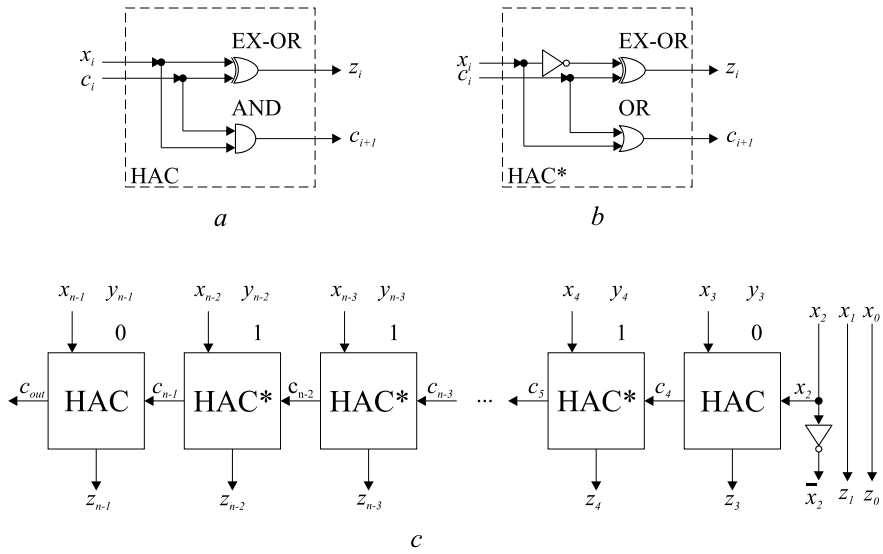 EX-OR
x_i
c_i
z_i
AND
c_{i+1}
HAC
a
EX-OR
x_i
c_i
z_i
OR
c_{i+1}
HAC*
b
x_{n-1} y_{n-1} x_{n-2} y_{n-2} x_{n-3} y_{n-3} x_4 y_4 x_3 y_3 x_2 x_1 x_0
0 1 1 1 0
c_{out} HAC c_{n-1} HAC* c_{n-2} HAC* c_{n-3} ... c_5 HAC* c_4 HAC x_2
z_{n-1} z_{n-2} z_{n-3} z_4 z_3 x̄_2 z_1 z_0
c